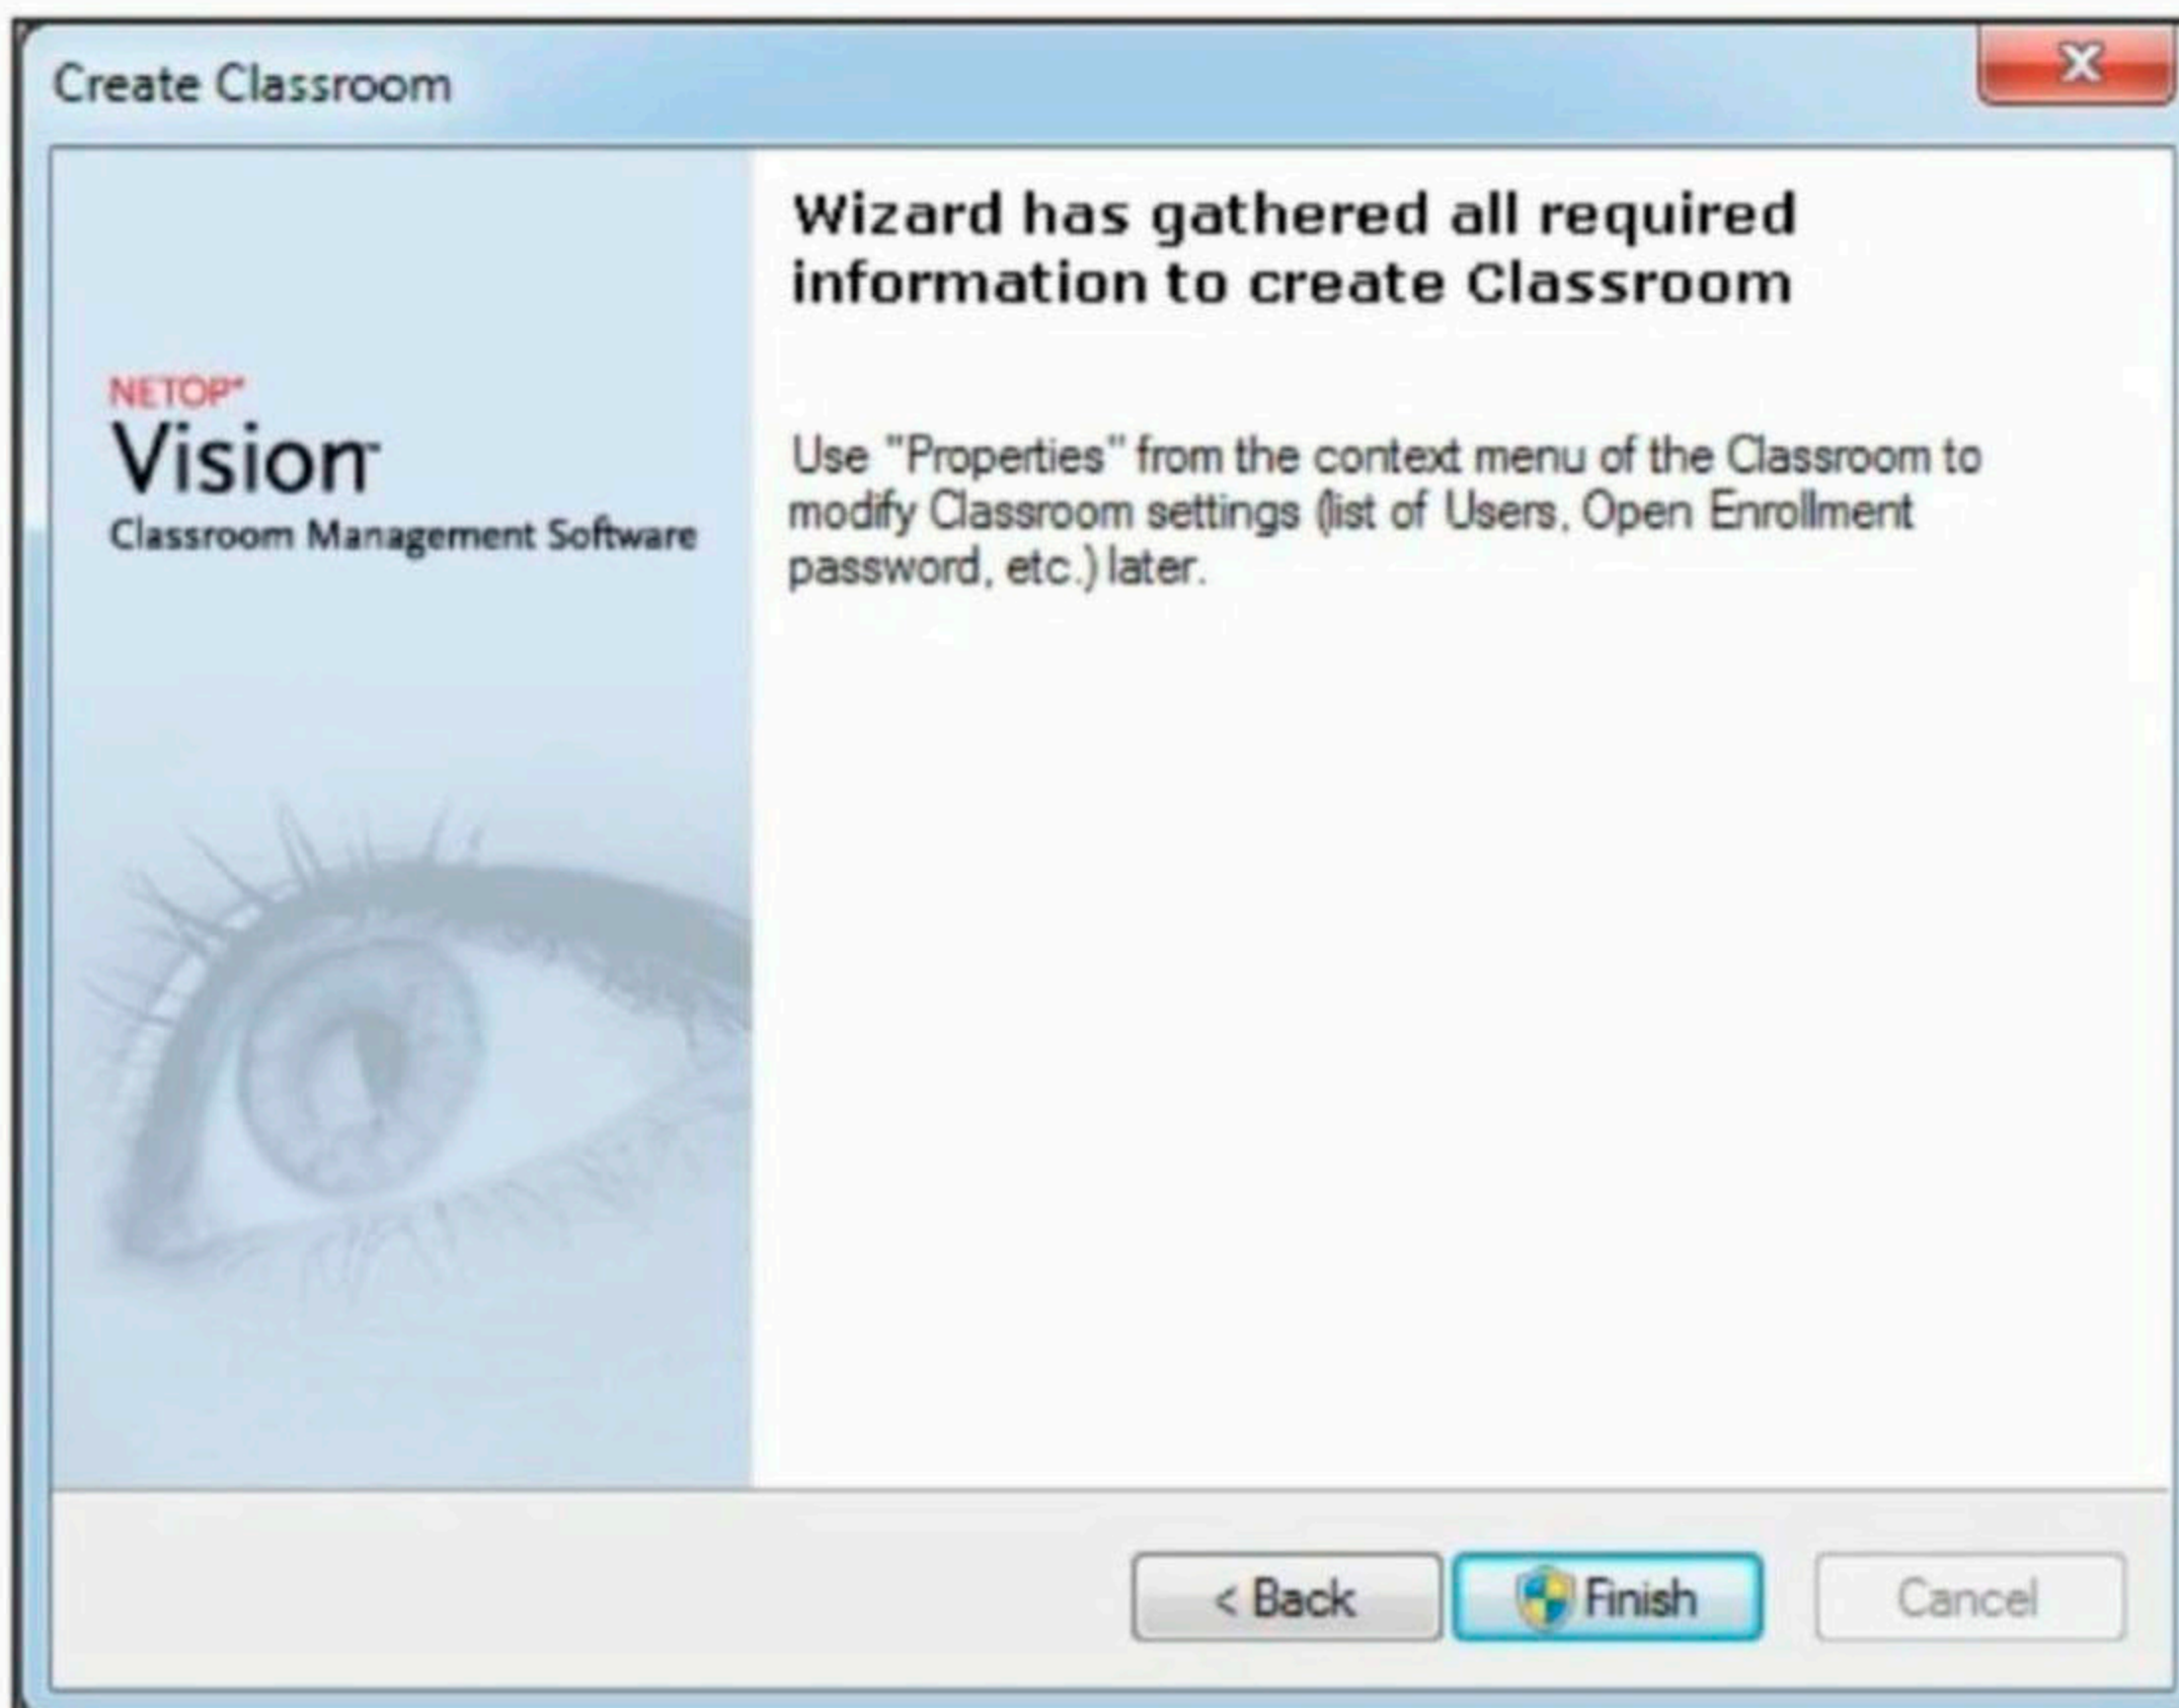 Create Classroom
Wizard has gathered all required
information to create Classroom
NETOP®
Vision™
Classroom Management Software
Use "Properties" from the context menu of the Classroom to
modify Classroom settings (list of Users, Open Enrollment
password, etc.) later.
< Back
Finish
Cancel